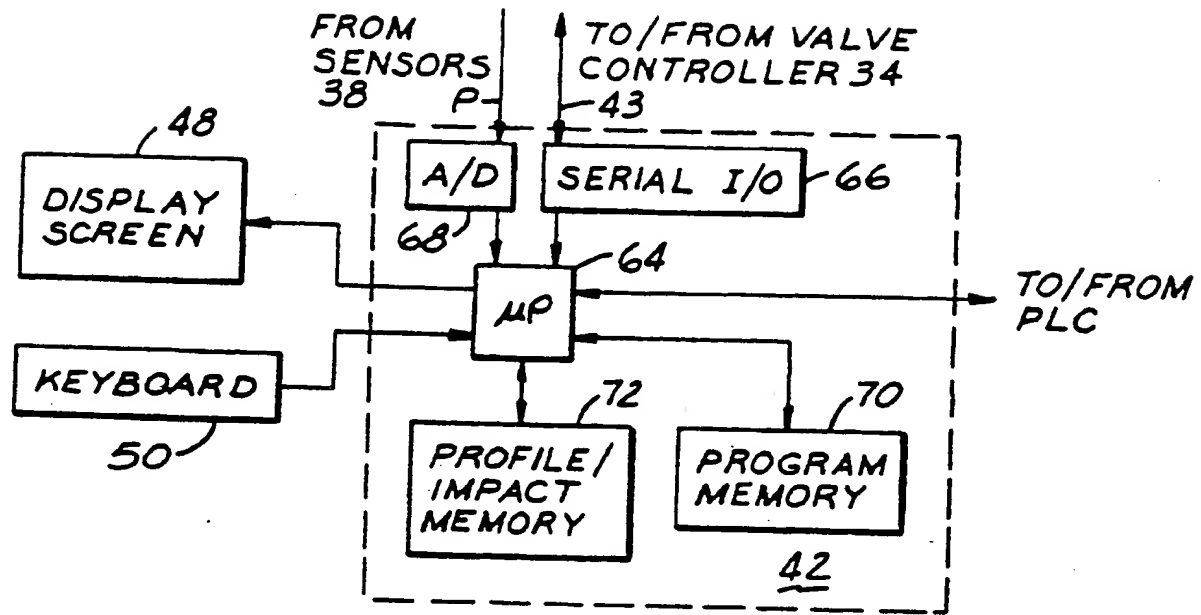 FROM
SENSORS
38
P
TO/FROM VALVE
CONTROLLER 34
43
48
DISPLAY
SCREEN
A/D
68
SERIAL I/O
66
64
μP
TO/FROM
PLC
KEYBOARD
50
72
PROFILE/
IMPACT
MEMORY
70
PROGRAM
MEMORY
42